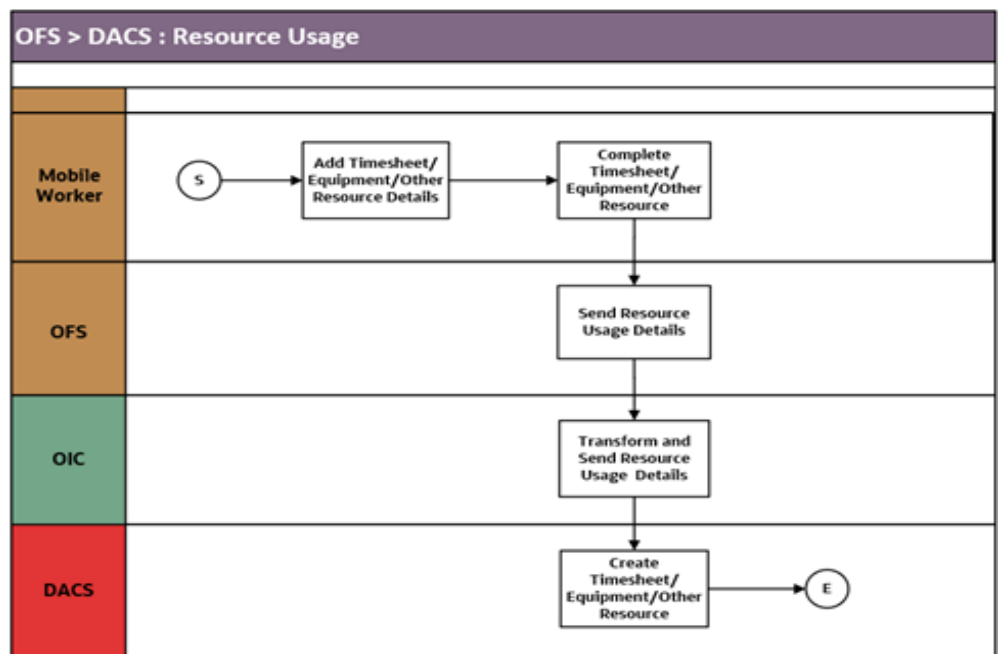 OFS > DACS : Resource Usage
Mobile
Worker
S
Add Timesheet/
Equipment/Other
Resource Details
Complete
Timesheet/
Equipment/Other
Resource
OFS
Send Resource
Usage Details
OIC
Transform and
Send Resource
Usage Details
DACS
Create
Timesheet/
Equipment/Other
Resource
E